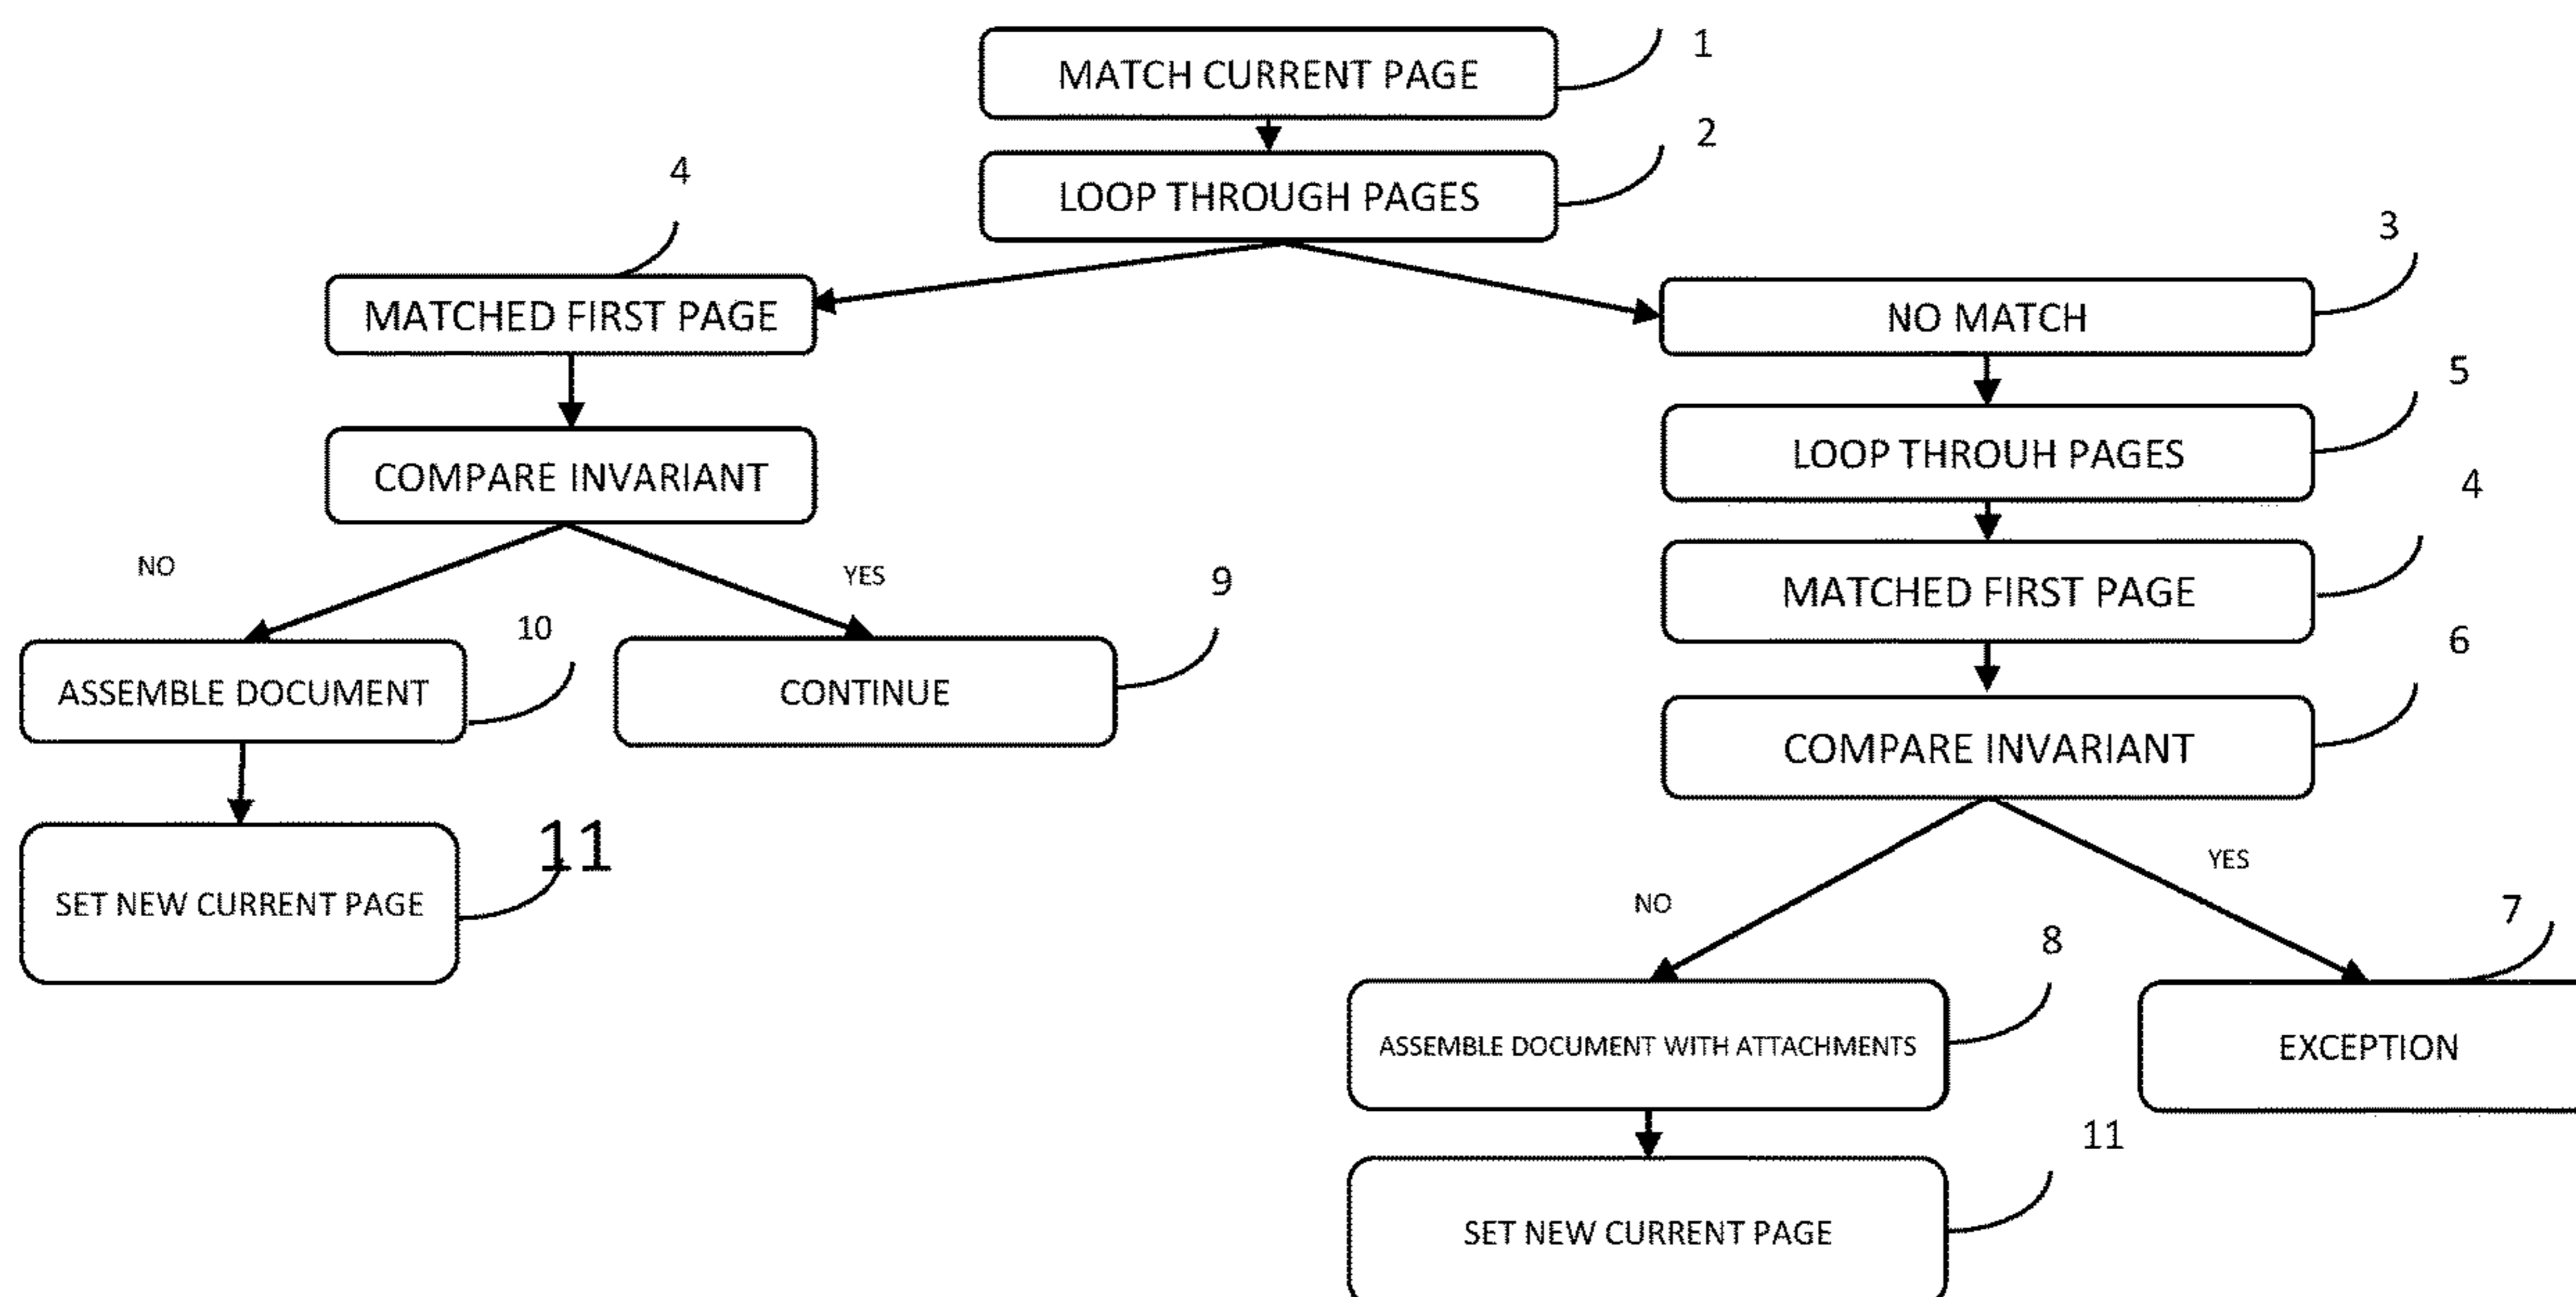 MATCH CURRENT PAGE
1
LOOP THROUGH PAGES
2
4
MATCHED FIRST PAGE
COMPARE INVARIANT
NO
YES
ASSEMBLE DOCUMENT
10
CONTINUE
9
SET NEW CURRENT PAGE
11
NO MATCH
3
LOOP THROUH PAGES
5
MATCHED FIRST PAGE
4
COMPARE INVARIANT
6
NO
YES
ASSEMBLE DOCUMENT WITH ATTACHMENTS
8
EXCEPTION
7
SET NEW CURRENT PAGE
11